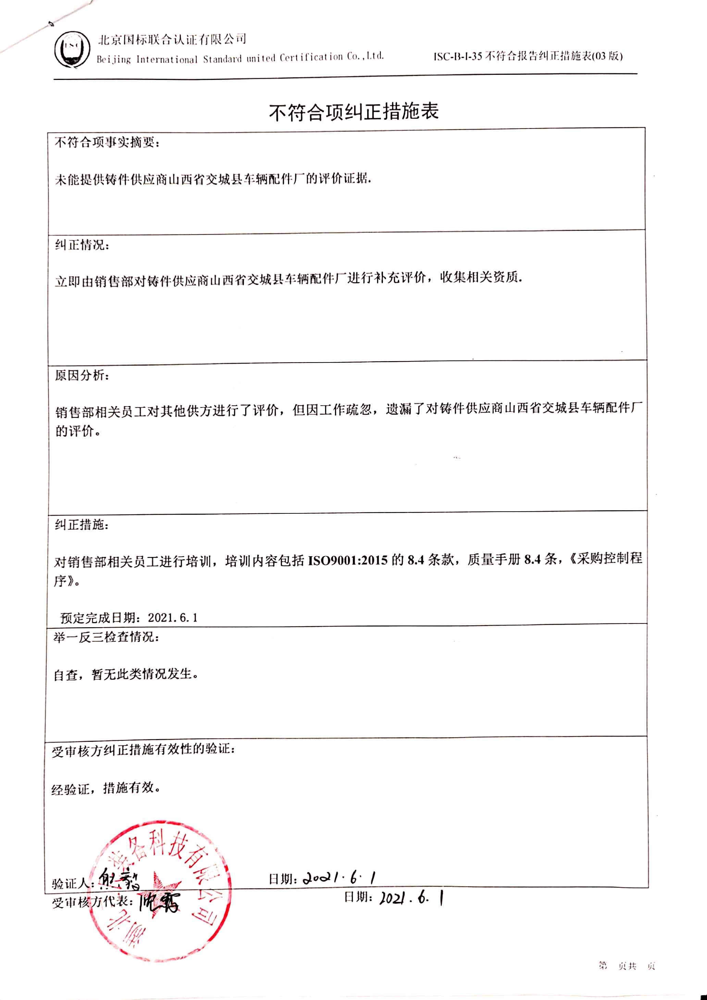 ISC
北京国标联合认证有限公司
Beijing International Standard united Certification Co.,Ltd.
ISC-B-I-35 不符合报告纠正措施表(03 版)
不符合项纠正措施表
不符合项事实摘要:
未能提供铸件供应商山西省交城县车辆配件厂的评价证据.
纠正情况:
立即由销售部对铸件供应商山西省交城县车辆配件厂进行补充评价，收集相关资质.
原因分析:
销售部相关员工对其他供方进行了评价，但因工作疏忽，遗漏了对铸件供应商山西省交城县车辆配件厂
的评价。
纠正措施:
对销售部相关员工进行培训，培训内容包括 ISO9001:2015 的 8.4 条款，质量手册 8.4 条，《采购控制程
序》。
预定完成日期：2021.6.1
举一反三检查情况:
自查，暂无此类情况发生。
受审核方纠正措施有效性的验证:
经验证，措施有效。
验证人:
日期: 2021.6.1
受审核方代表:
日期: 2021.6.1
湖北 装备科技有限公司
第 页共 页